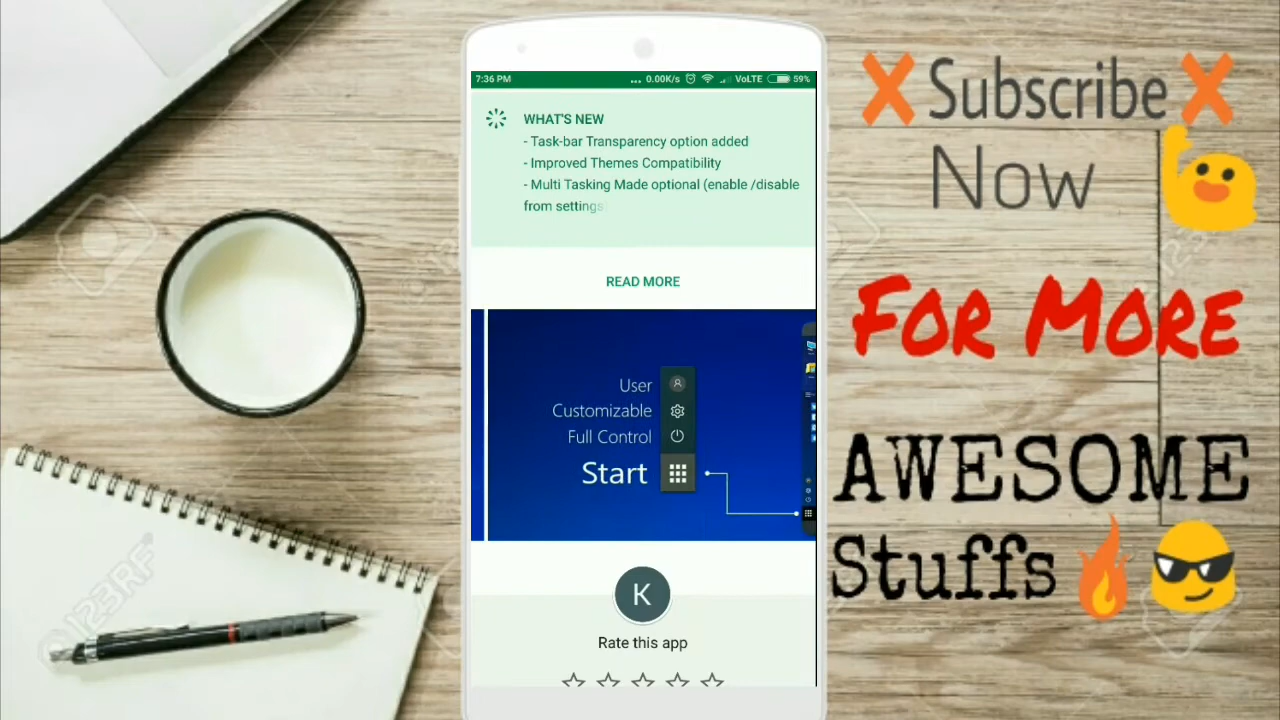 7:36 PM
... 0.00K/s VoLTE 59%
WHAT'S NEW
- Task-bar Transparency option added
- Improved Themes Compatibility
- Multi Tasking Made optional (enable /disable
from settings
READ MORE
User
Customizable
Full Control
Start
K
Rate this app
Subscribe
Now
For More
AWESOME
Stuffs
123RF